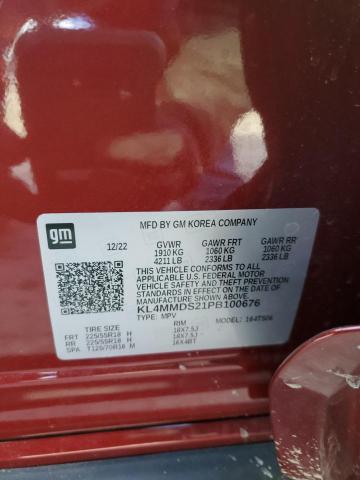 gm
MFD BY GM KOREA COMPANY
12/22 GVWR GAWR FRT GAWR RR
1910 KG 1060 KG 1060 KG
4211 LB 2336 LB 2336 LB
THIS VEHICLE CONFORMS TO ALL
APPLICABLE U.S. FEDERAL MOTOR
VEHICLE SAFETY, BUMPER, AND THEFT
PREVENTION STANDARDS IN EFFECT ON
THE DATE OF MANUFACTURE SHOWN ABOVE.
KL4MMDS21PB100676
TYPE: MPV MODEL:
TIRE SIZE RIM
FRT 225/55R18 H 18X7.5J
RR 225/55R18 H 18X7.5J
SPA T125/70R16 M 16X4BT